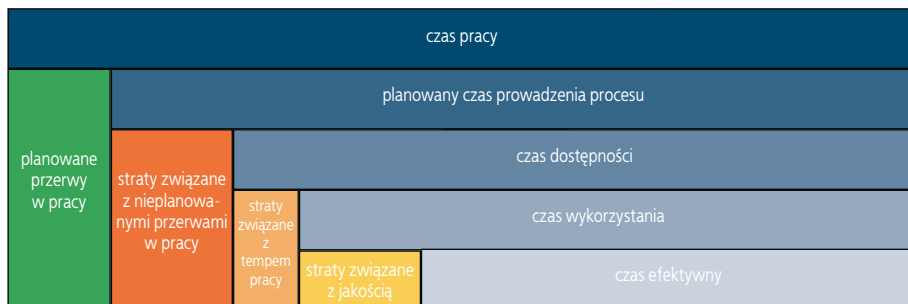 czas pracy
planowany czas prowadzenia procesu
planowane
przerwy
w pracy
straty związane
z nieplanowa-
nymi przerwami
w pracy
czas dostępności
straty
związane
z
tempem
pracy
czas wykorzystania
straty związane
z jakością
czas efektywny